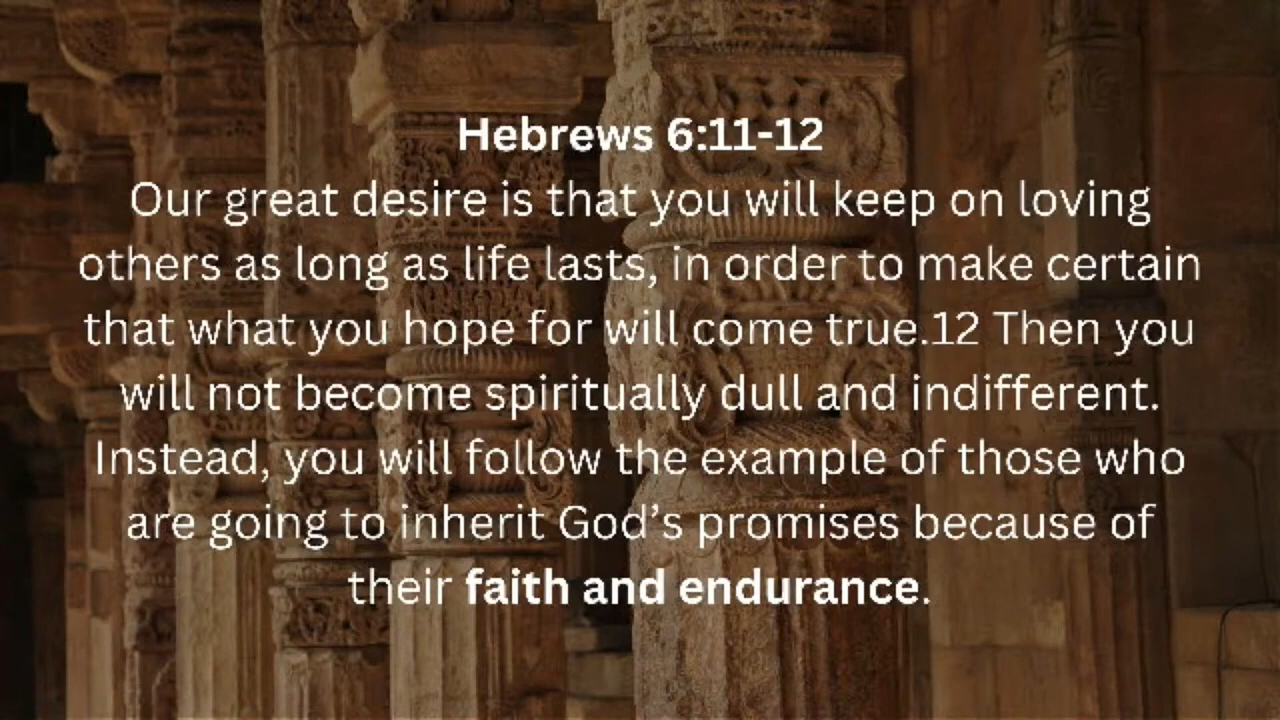 Hebrews 6:11-12
Our great desire is that you will keep on loving
others as long as life lasts, in order to make certain
that what you hope for will come true.12 Then you
will not become spiritually dull and indifferent.
Instead, you will follow the example of those who
are going to inherit God’s promises because of
their faith and endurance.